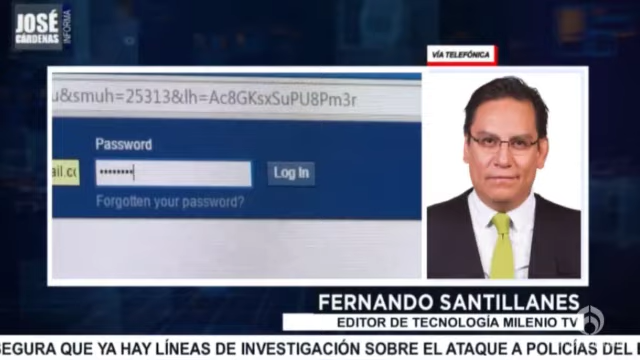 JOSÉ
CÁRDENAS
INFORMA
VÍA TELEFÓNICA
u&smuh=25313&lh=Ac8GKsxSuPU8Pm3r
Password
ail.co
Log In
Forgotten your password?
FERNANDO SANTILLANES
EDITOR DE TECNOLOGÍA MILENIO TV
SEGURA QUE YA HAY LÍNEAS DE INVESTIGACIÓN SOBRE EL ATAQUE A POLICÍAS DEL